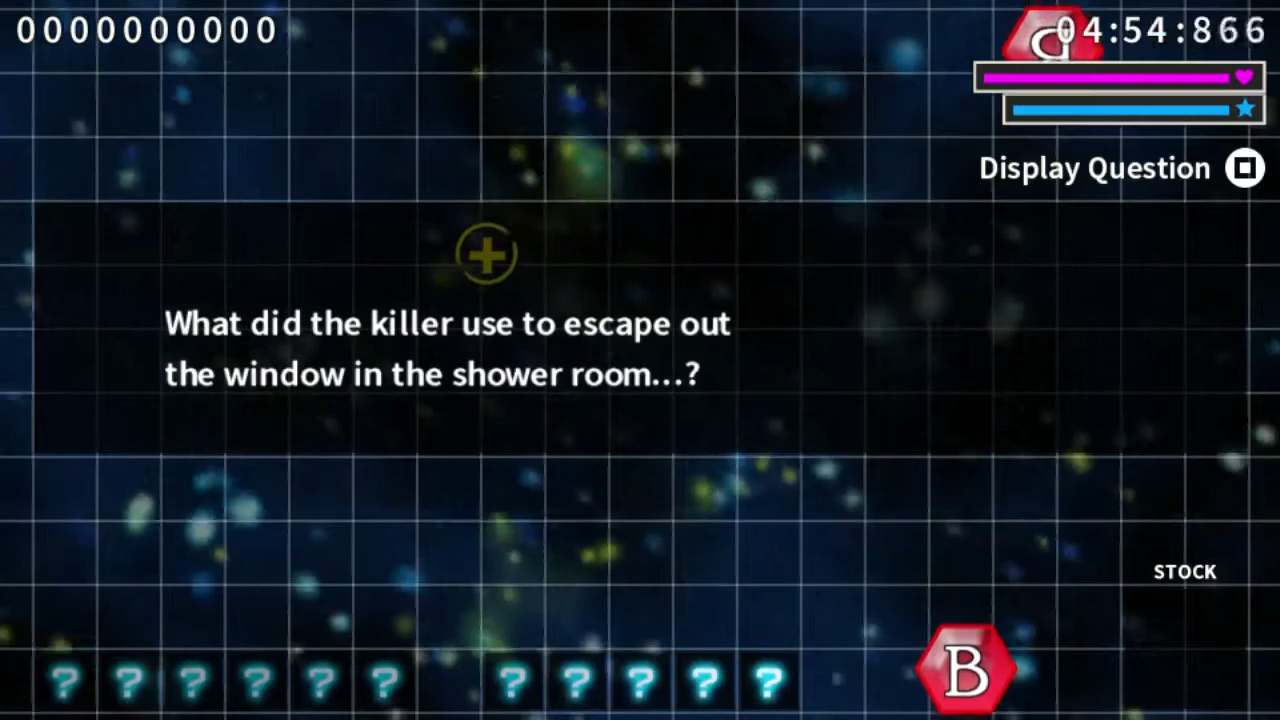 0000000000
04:54:866
Display Question
What did the killer use to escape out
the window in the shower room...?
STOCK
? ? ? ? ? ? ? ? ? ? ?
B